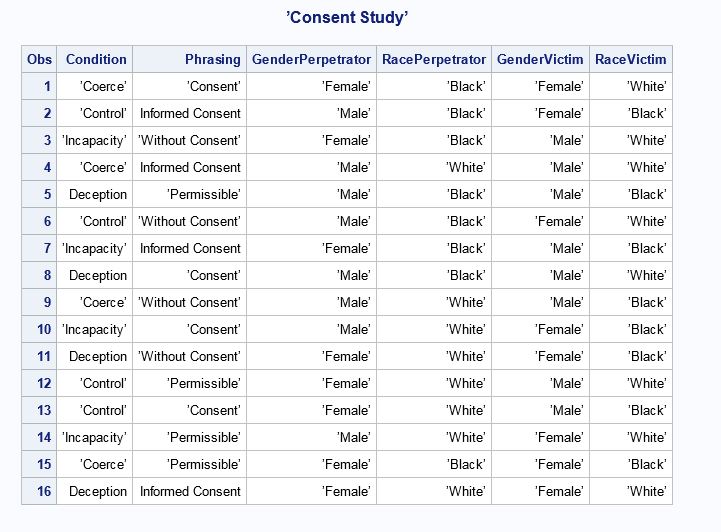 ’Consent Study’
Obs Condition Phrasing GenderPerpetrator RacePerpetrator GenderVictim RaceVictim
1 ’Coerce’ ’Consent’ ’Female’ ’Black’ ’Female’ ’White’
2 ’Control’ Informed Consent ’Male’ ’Black’ ’Female’ ’Black’
3 ’Incapacity’ ’Without Consent’ ’Female’ ’Black’ ’Male’ ’White’
4 ’Coerce’ Informed Consent ’Male’ ’White’ ’Male’ ’White’
5 Deception ’Permissible’ ’Male’ ’Black’ ’Male’ ’Black’
6 ’Control’ ’Without Consent’ ’Male’ ’Black’ ’Female’ ’White’
7 ’Incapacity’ Informed Consent ’Female’ ’Black’ ’Male’ ’Black’
8 Deception ’Consent’ ’Male’ ’Black’ ’Male’ ’White’
9 ’Coerce’ ’Without Consent’ ’Male’ ’White’ ’Male’ ’Black’
10 ’Incapacity’ ’Consent’ ’Male’ ’White’ ’Female’ ’Black’
11 Deception ’Without Consent’ ’Female’ ’White’ ’Female’ ’Black’
12 ’Control’ ’Permissible’ ’Female’ ’White’ ’Male’ ’White’
13 ’Control’ ’Consent’ ’Female’ ’White’ ’Male’ ’Black’
14 ’Incapacity’ ’Permissible’ ’Male’ ’White’ ’Female’ ’White’
15 ’Coerce’ ’Permissible’ ’Female’ ’Black’ ’Female’ ’Black’
16 Deception Informed Consent ’Female’ ’White’ ’Female’ ’White’